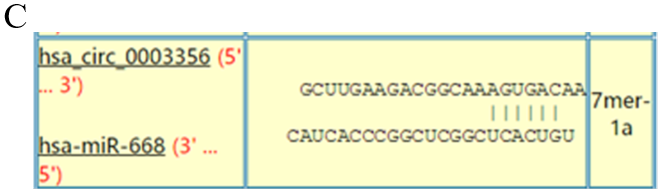 C
hsa_circ_0003356 (5'
... 3')
GCUUGAAGACGGCAAAGUGACAA
||||||
hsa-miR-668 (3' ...
5')
CAUCACCCGGCUCGGCUCACUGU
7mer-
1a